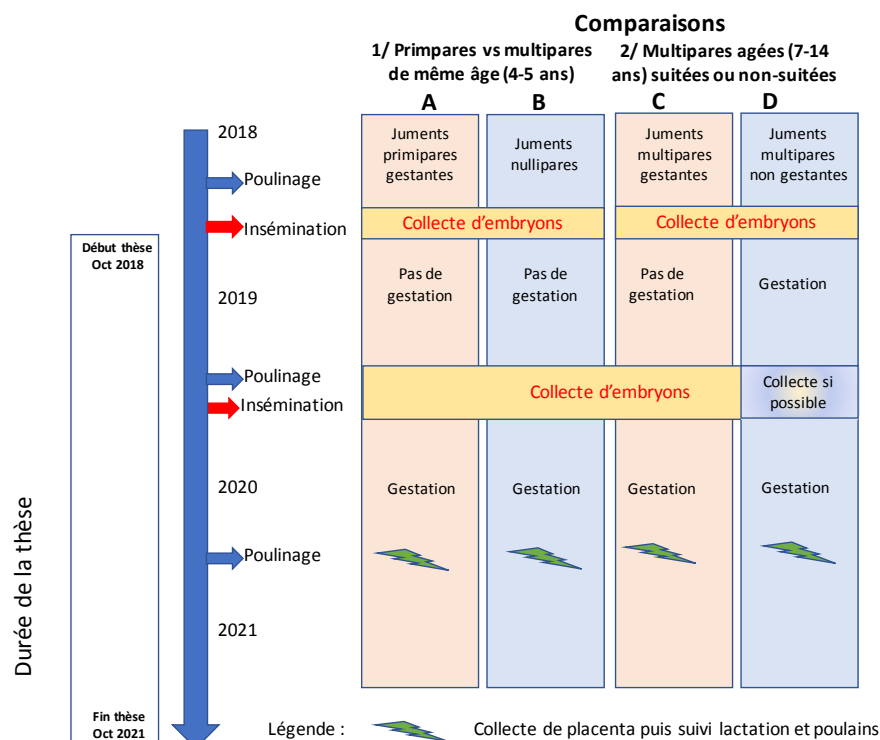 Comparaisons
1/ Primpares vs multipares
de même âge (4-5 ans)
2/ Multipares agées (7-14
ans) suitées ou non-suitées
A
B
C
D
2018
Juments
primipares
gestantes
Juments
nullipares
Juments
multipares
gestantes
Juments
multipares
non gestantes
Poulinage
Insémination
Collecte d'embryons
Collecte d'embryons
Début thèse
Oct 2018
2019
Pas de
gestation
Pas de
gestation
Pas de
gestation
Gestation
Poulinage
Insémination
Collecte d'embryons
Collecte si
possible
2020
Gestation
Gestation
Gestation
Gestation
Poulinage
2021
Durée de la thèse
Fin thèse
Oct 2021
Légende :
Collecte de placenta puis suivi lactation et poulains